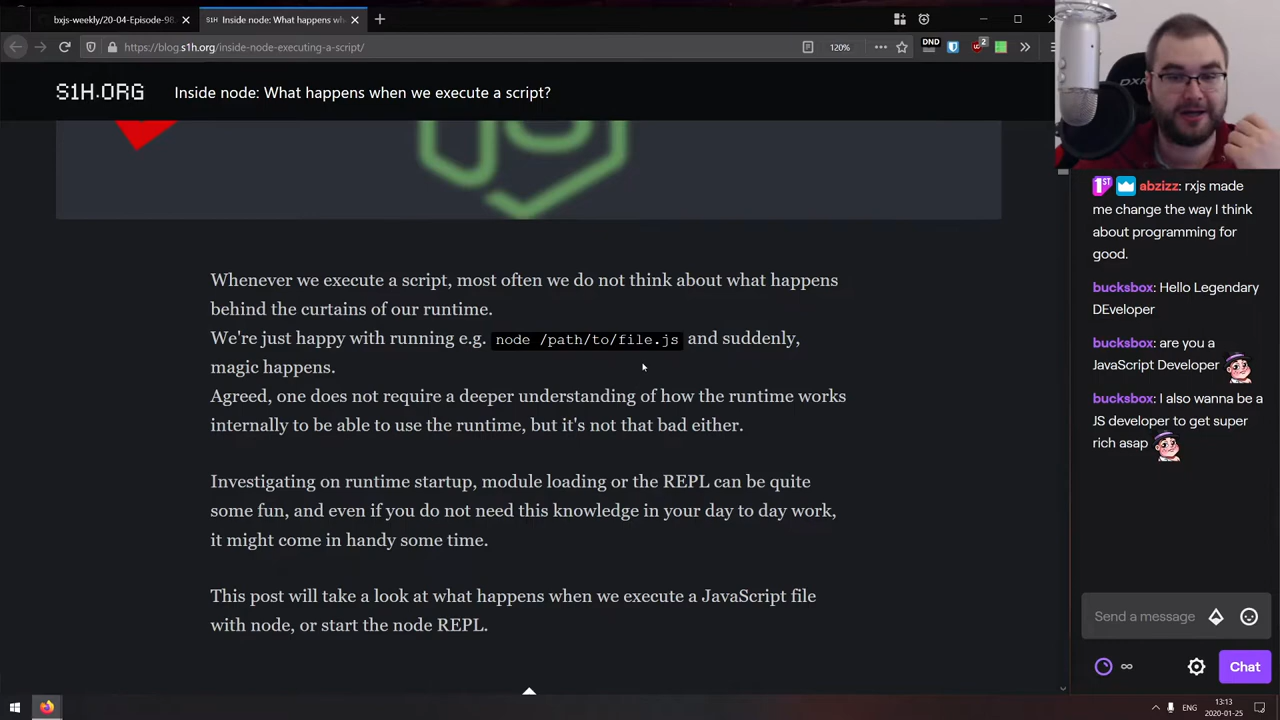 bxjs-weekly/20-04-Episode-98.
S1H Inside node: What happens wh
https://blog.s1h.org/inside-node-executing-a-script/
120%
DND
2
S1H.ORG
Inside node: What happens when we execute a script?
DXR
Whenever we execute a script, most often we do not think about what happens
behind the curtains of our runtime.
We're just happy with running e.g. node /path/to/file.js and suddenly,
magic happens.
Agreed, one does not require a deeper understanding of how the runtime works
internally to be able to use the runtime, but it's not that bad either.
Investigating on runtime startup, module loading or the REPL can be quite
some fun, and even if you do not need this knowledge in your day to day work,
it might come in handy some time.
This post will take a look at what happens when we execute a JavaScript file
with node, or start the node REPL.
1ST abzizz: rxjs made
me change the way I think
about programming for
good.
bucksbox: Hello Legendary
DEveloper
bucksbox: are you a
JavaScript Developer
bucksbox: I also wanna be a
JS developer to get super
rich asap
Send a message
∞
Chat
ENG
13:13
2020-01-25